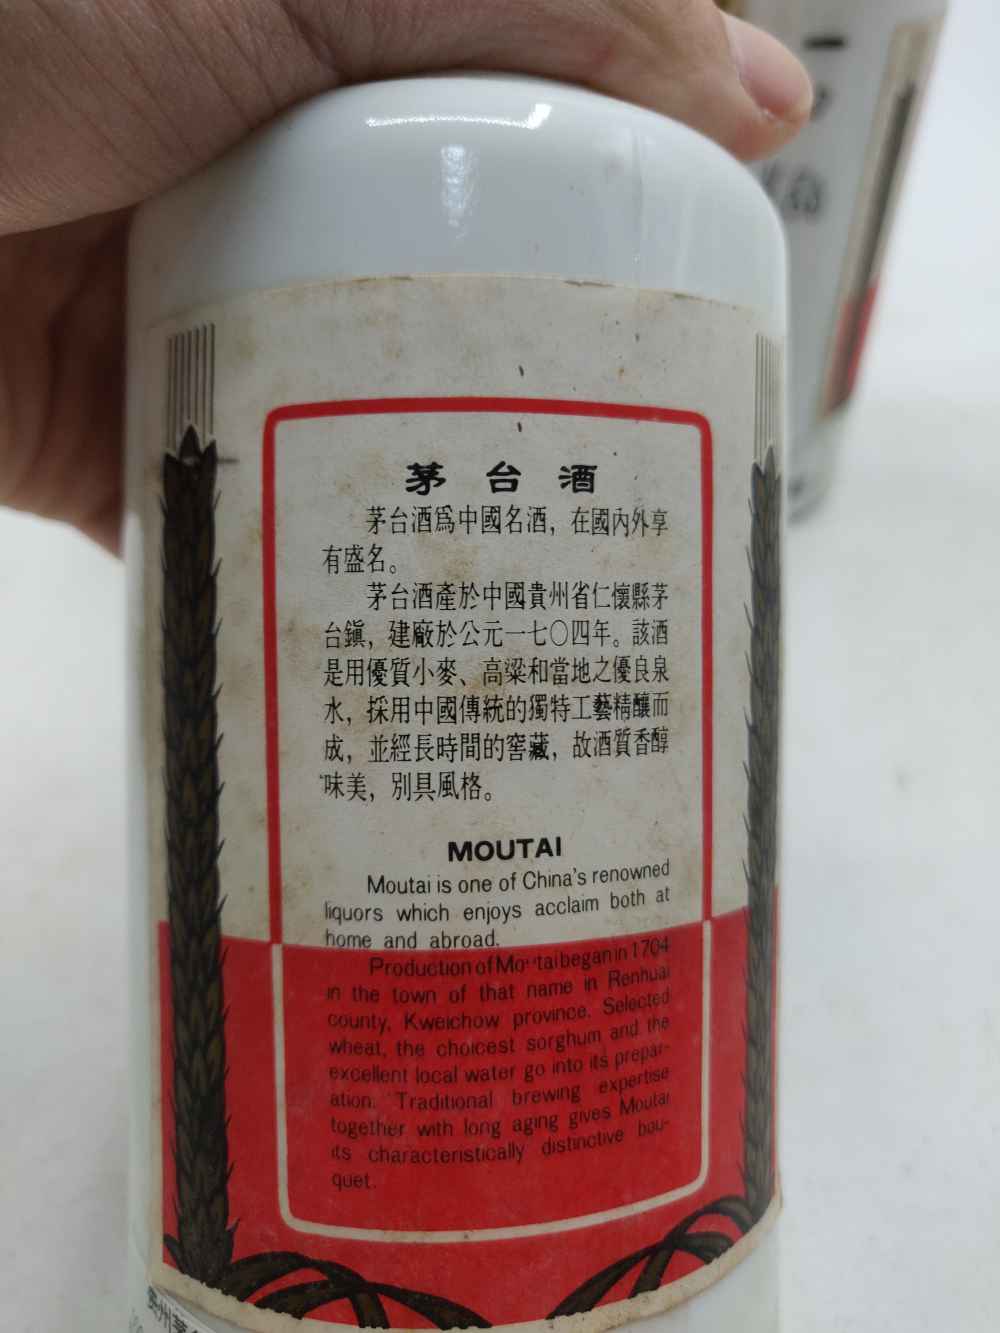 茅台酒
茅台酒爲中國名酒，在國內外享
有盛名。
茅台酒產於中國貴州省仁懷縣茅
台鎭，建廠於公元一七〇四年。該酒
是用優質小麥、高粱和當地之優良泉
水，採用中國傳統的獨特工藝精釀而
成，並經長時間的窖藏，故酒質香醇
味美，別具風格。
MOUTAI
Moutai is one of China's renowned
liquors which enjoys acclaim both at
home and abroad.
Production of Moutai began in 1704
in the town of that name in Renhuai
county, Kweichow province. Selected
wheat, the choicest sorghum and the
excellent local water go into its prepar-
ation. Traditional brewing expertise
together with long aging gives Moutai
its characteristically distinctive bou-
quet.